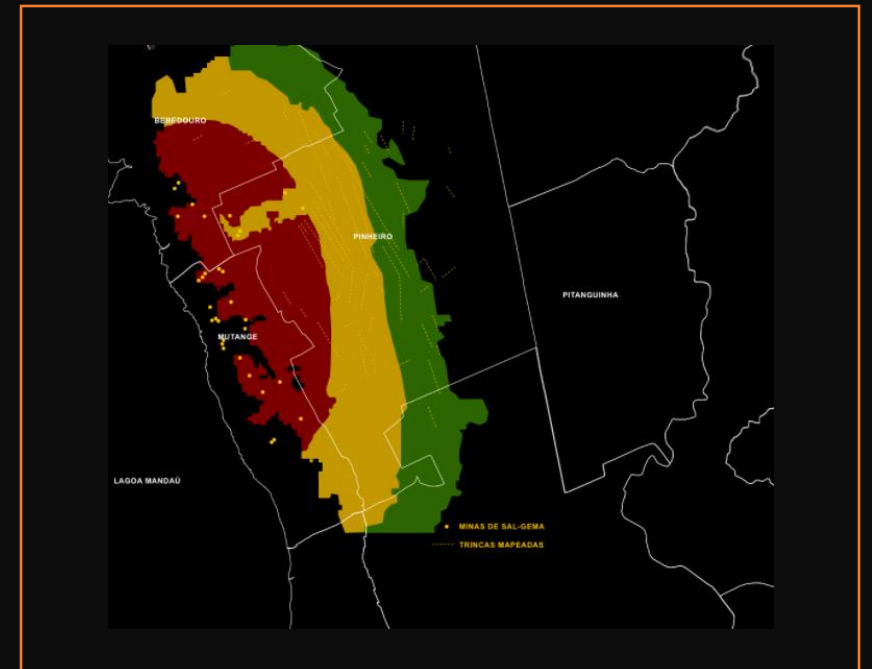 BEBEDOURO
PINHEIRO
PITANGUINHA
MUTANGE
LAGOA MANDAÚ
MINAS DE SAL-GEMA
TRINCAS MAPEADAS